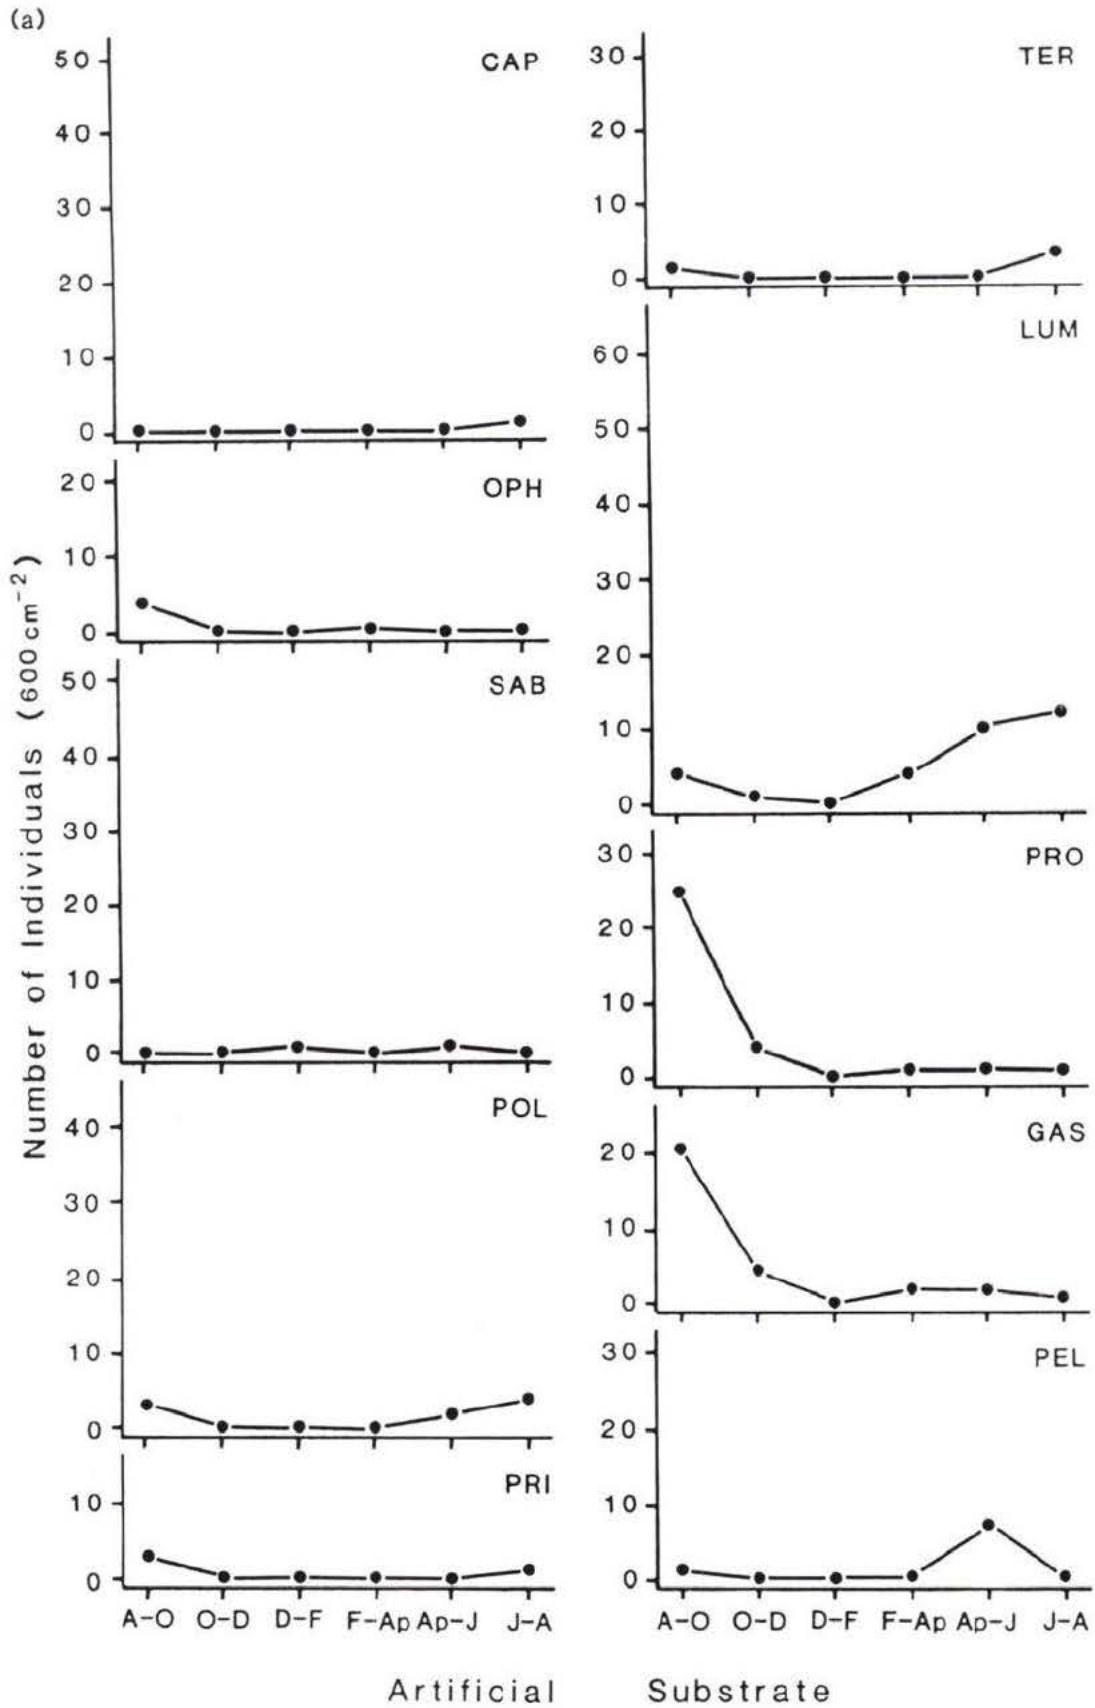 (a)
Number of Individuals (600 cm⁻²)
CAP
50
40
30
20
10
0
OPH
20
10
0
SAB
50
40
30
20
10
0
POL
40
30
20
10
0
PRI
10
0
A-O O-D D-F F-Ap Ap-J J-A
TER
30
20
10
0
LUM
60
50
40
30
20
10
0
PRO
30
20
10
0
GAS
20
10
0
PEL
30
20
10
0
A-O O-D D-F F-Ap Ap-J J-A
Artificial Substrate